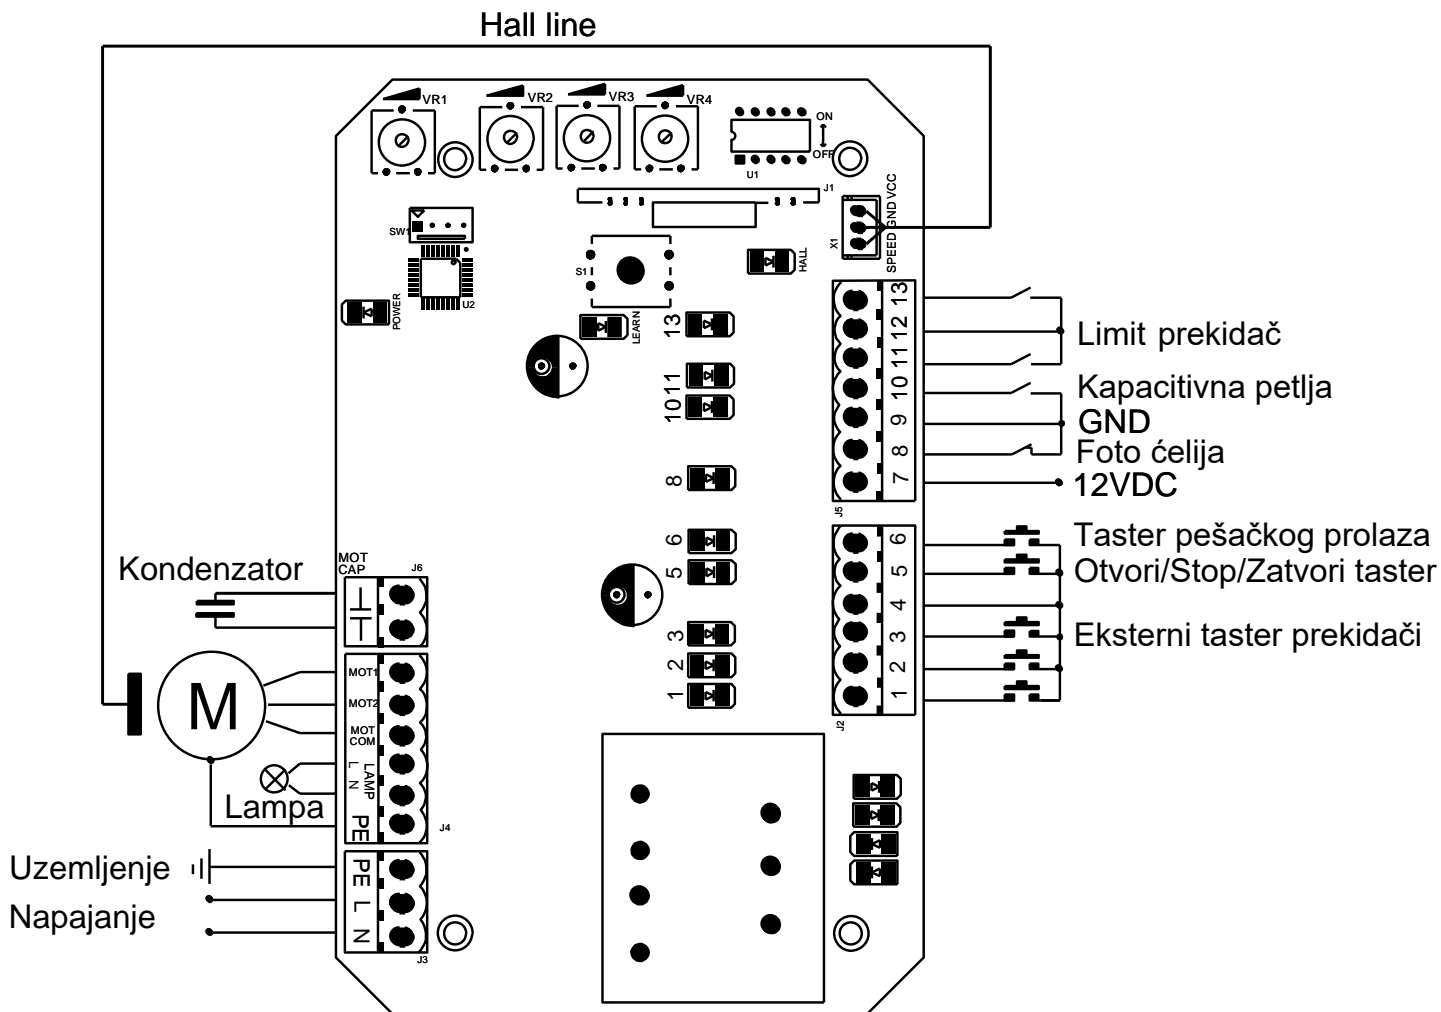 Hall line
VR1
VR2
VR3
VR4
ON
OFF
U1
J1
SW1
U2
POWER
S1
LEARN
HALL
X1
SPEED GND VCC
13
11
10
8
6
5
3
2
1
13
12
11
10
9
8
7
J5
6
5
4
3
2
1
J2
Limit prekidač
Kapacitivna petlja
GND
Foto ćelija
12VDC
Taster pešačkog prolaza
Otvori/Stop/Zatvori taster
Eksterni taster prekidači
MOT
CAP
J6
Kondenzator
M
MOT1
MOT2
MOT
COM
L N
LAMP
PE
J4
Lampa
Uzemljenje
Napajanje
PE
L
N
J3